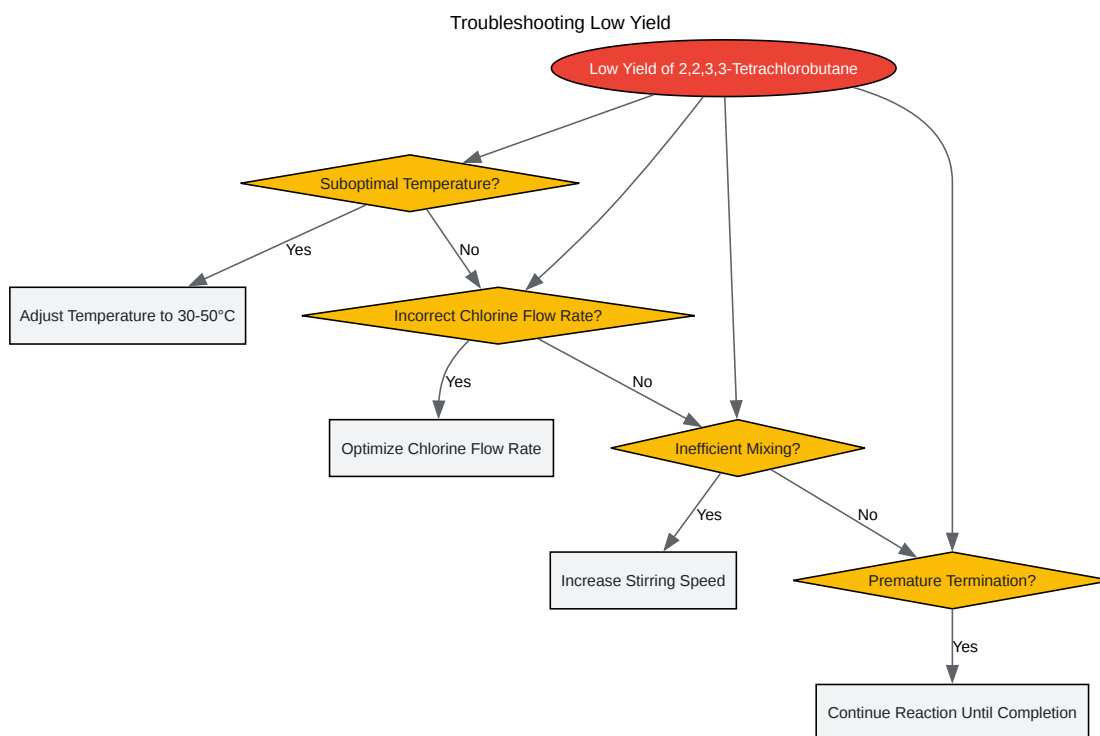 Troubleshooting Low Yield
Low Yield of 2,2,3,3-Tetrachlorobutane
Suboptimal Temperature?
Yes
No
Adjust Temperature to 30-50°C
Incorrect Chlorine Flow Rate?
Yes
No
Optimize Chlorine Flow Rate
Inefficient Mixing?
Yes
No
Increase Stirring Speed
Premature Termination?
Yes
Continue Reaction Until Completion